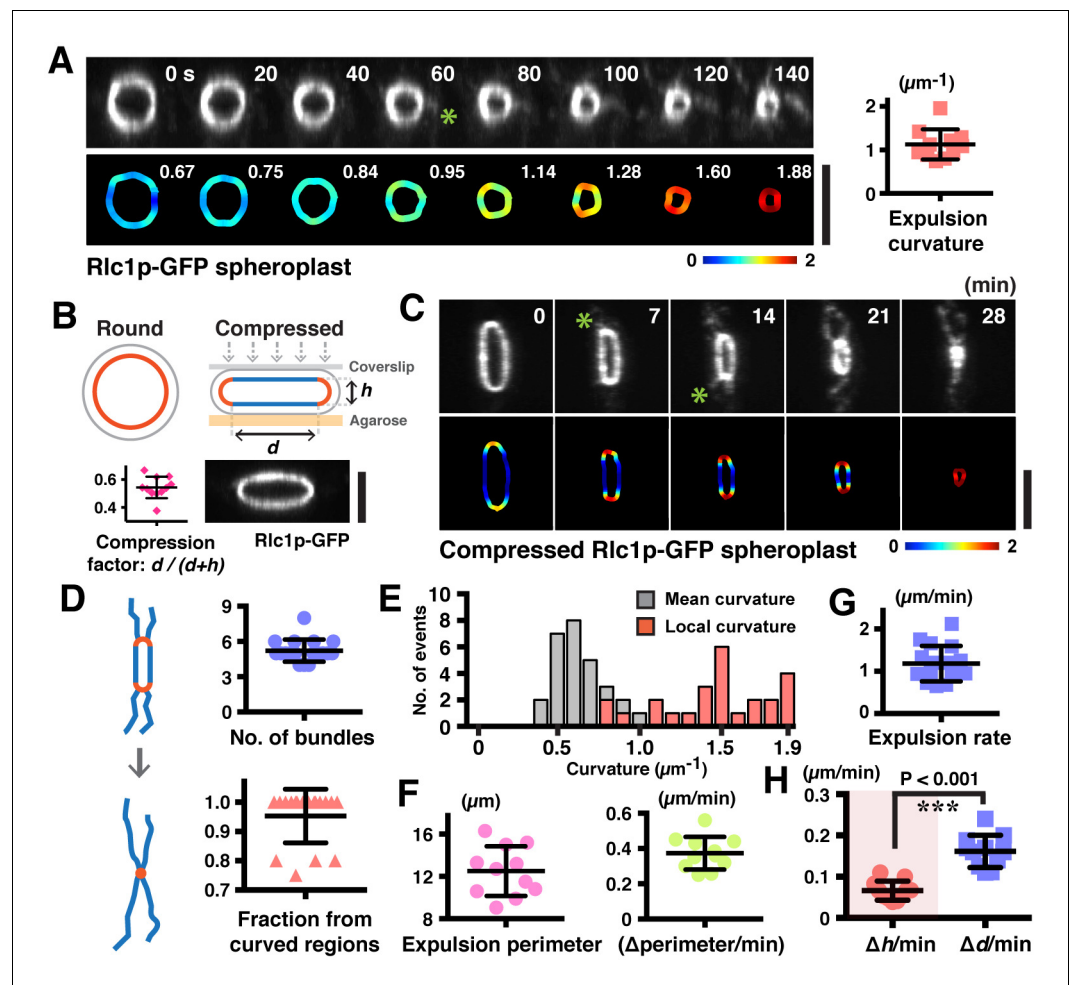 A
0 s 20 40 60 80 100 120 140
*
0.67 0.75 0.84 0.95 1.14 1.28 1.60 1.88
0 2
Rlc1p-GFP spheroplast
(µm-1)
2
1
0
Expulsion
curvature
B
Round Compressed
Coverslip
h
Agarose
d
0.6
0.4
Compression
factor: d / (d+h)
Rlc1p-GFP
C
(min)
0 7 14 21 28
*
*
Compressed Rlc1p-GFP spheroplast
0 2
D
9
6
3
0
No. of bundles
1.0
0.9
0.8
0.7
Fraction from
curved regions
E
10
8
6
4
2
0
No. of events
Mean curvature
Local curvature
0 0.5 1.0 1.5 1.9
Curvature (µm-1)
F
(µm)
16
12
8
Expulsion perimeter
(µm/min)
0.6
0.4
0.2
0
(Δperimeter/min)
G
(µm/min)
2
1
0
Expulsion rate
H
(µm/min)
P < 0.001
***
0.3
0.2
0.1
0
Δh/min Δd/min